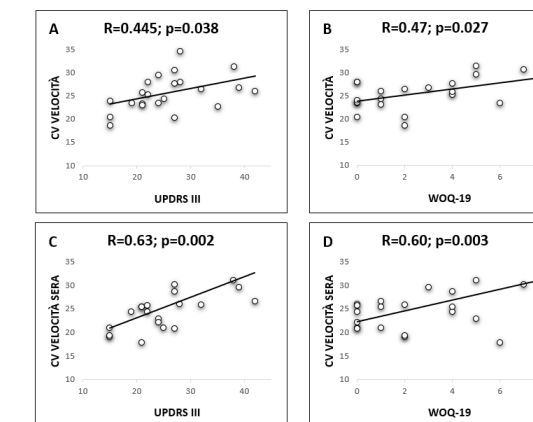 A R=0.445; p=0.038
CV VELOCITÀ
35
30
25
20
15
10
10 20 30 40
UPDRS III
B R=0.47; p=0.027
CV VELOCITÀ
35
30
25
20
15
10
0 2 4 6
WOQ-19
C R=0.63; p=0.002
CV VELOCITÀ SERA
35
30
25
20
15
10
10 20 30 40
UPDRS III
D R=0.60; p=0.003
CV VELOCITÀ SERA
35
30
25
20
15
10
0 2 4 6
WOQ-19